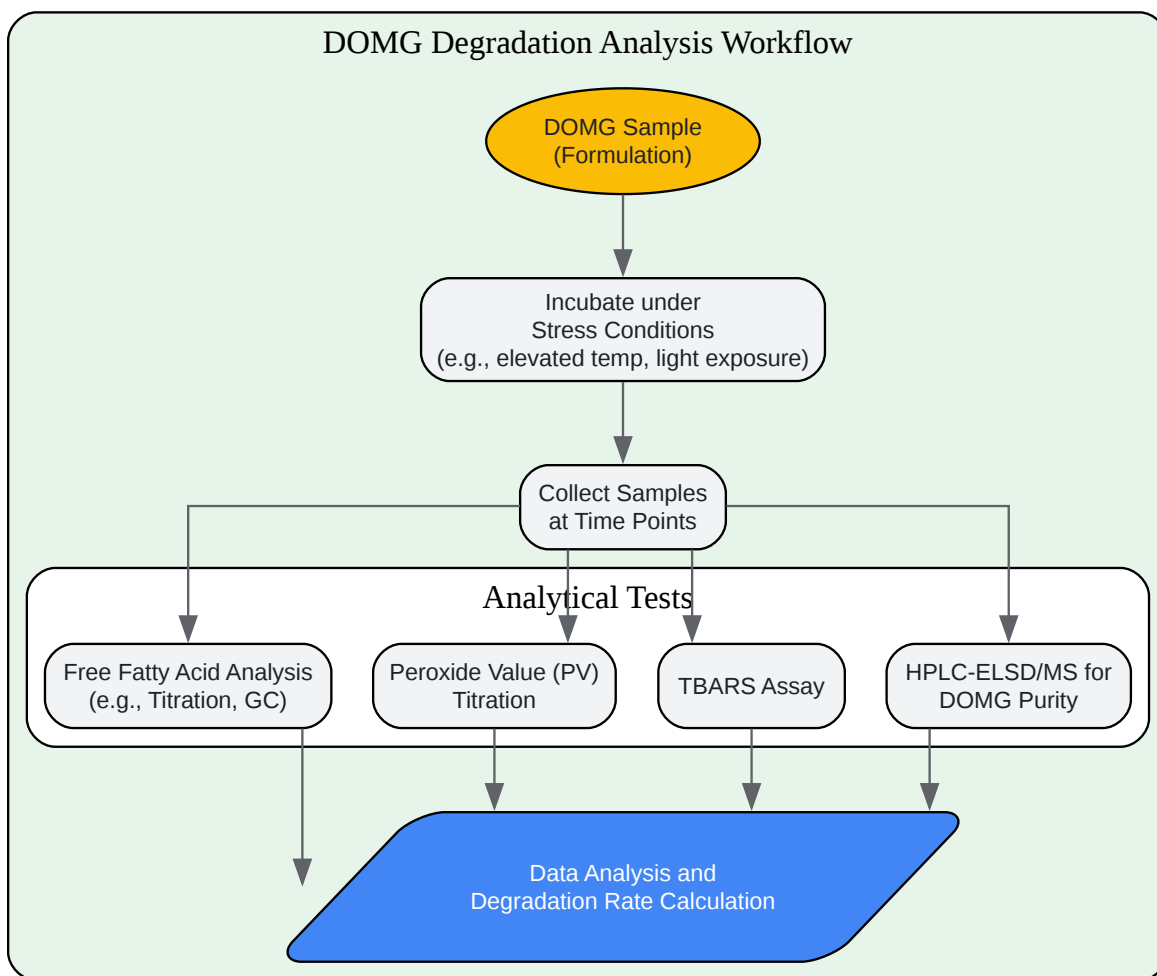 DOMG Degradation Analysis Workflow
DOMG Sample
(Formulation)
Incubate under
Stress Conditions
(e.g., elevated temp, light exposure)
Collect Samples
at Time Points
Analytical Tests
Free Fatty Acid Analysis
(e.g., Titration, GC)
Peroxide Value (PV)
Titration
TBARS Assay
HPLC-ELSD/MS for
DOMG Purity
Data Analysis and
Degradation Rate Calculation